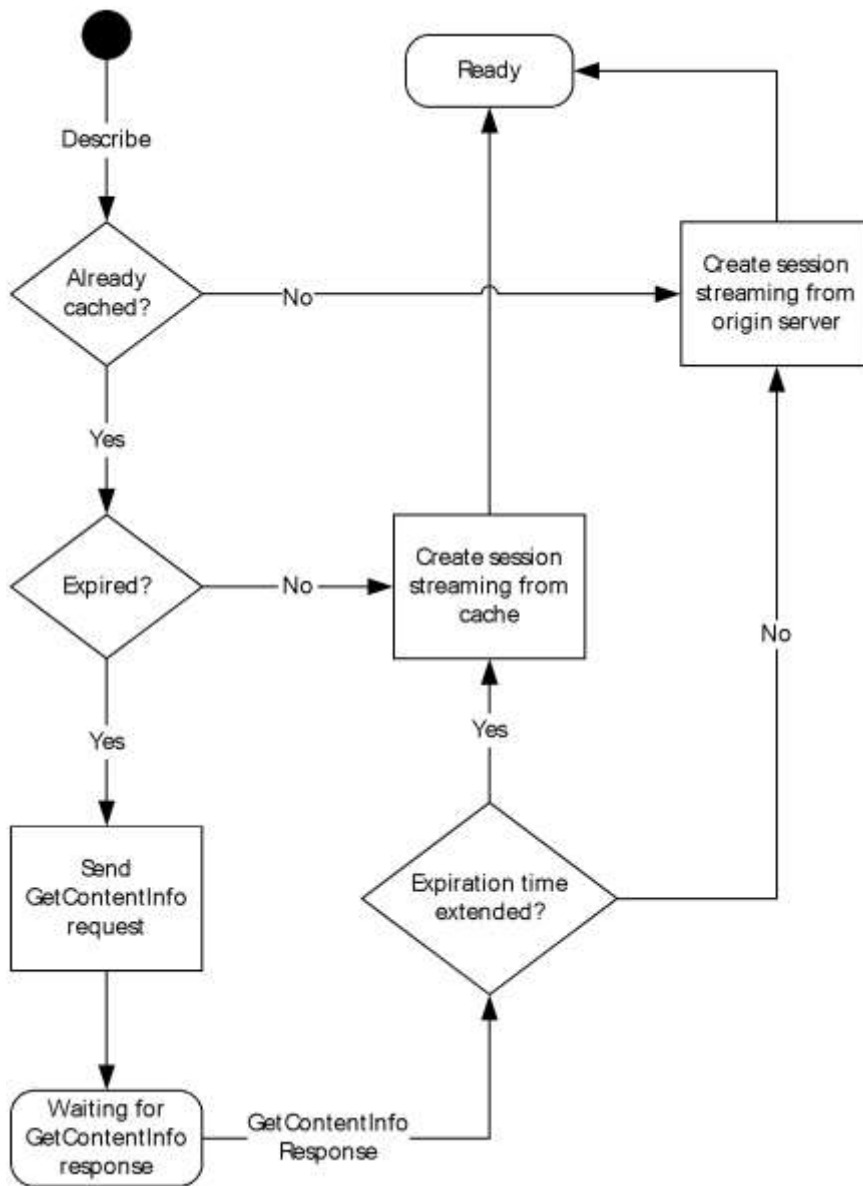 Ready
Describe
Already
cached?
No
Create session
streaming from
origin server
Yes
Expired?
No
Create session
streaming from
cache
No
Yes
Yes
Send
GetContentInfo
request
Expiration time
extended?
Waiting for
GetContentInfo
response
GetContentInfo
Response